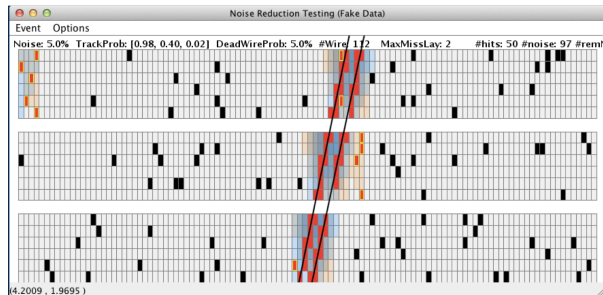 Noise Reduction Testing (Fake Data)
Event Options
Noise: 5.0% TrackProb: [0.98, 0.40, 0.02] DeadWireProb: 5.0% #Wire: 112 MaxMissLay: 2 #hits: 50 #noise: 97
(4.2009 , 1.9695 )